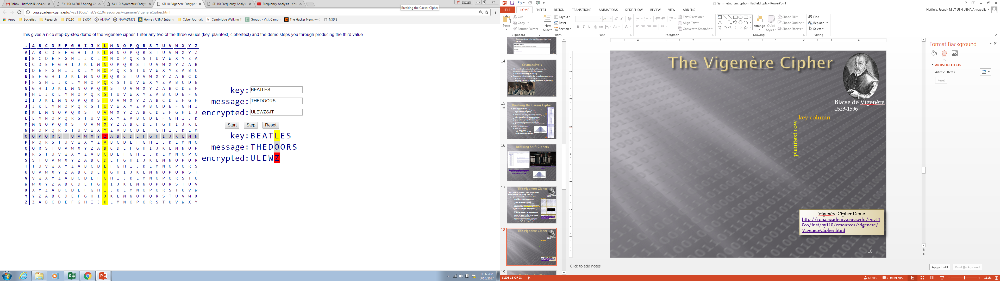 Inbox - hatfield@usna.ed
SY110: AY2017 Spring Ca
SY110: Symmetric Encryp
SI110: Vigenere Encryptio
SI110: Frequency Analysis
Frequency Analysis - You
Joseph
Breaking the Caesar Cipher
rona.academy.usna.edu/~sy110co/inst/sy110/resources/vigenere/VigenereCipher.html
Apps Societies Research SY110 SY304 ALNAV NAVADMIN Home :: USNA Intrane Cyber Journals Cambridge Walking T Groups - Visit Cambri The Hacker News — NSIPS
This gives a nice step-by-step demo of the Vigenere cipher. Enter any two of the three values (key, plaintext, ciphertext) and the demo steps you through producing the third value.
. A B C D E F G H I J K L M N O P Q R S T U V W X Y Z
A A B C D E F G H I J K L M N O P Q R S T U V W X Y Z
B B C D E F G H I J K L M N O P Q R S T U V W X Y Z A
C C D E F G H I J K L M N O P Q R S T U V W X Y Z A B
D D E F G H I J K L M N O P Q R S T U V W X Y Z A B C
E E F G H I J K L M N O P Q R S T U V W X Y Z A B C D
F F G H I J K L M N O P Q R S T U V W X Y Z A B C D E
G G H I J K L M N O P Q R S T U V W X Y Z A B C D E F
H H I J K L M N O P Q R S T U V W X Y Z A B C D E F G
I I J K L M N O P Q R S T U V W X Y Z A B C D E F G H
J J K L M N O P Q R S T U V W X Y Z A B C D E F G H I
K K L M N O P Q R S T U V W X Y Z A B C D E F G H I J
L L M N O P Q R S T U V W X Y Z A B C D E F G H I J K
M M N O P Q R S T U V W X Y Z A B C D E F G H I J K L
N N O P Q R S T U V W X Y Z A B C D E F G H I J K L M
O O P Q R S T U V W X Y Z A B C D E F G H I J K L M N
P P Q R S T U V W X Y Z A B C D E F G H I J K L M N O
Q Q R S T U V W X Y Z A B C D E F G H I J K L M N O P
R R S T U V W X Y Z A B C D E F G H I J K L M N O P Q
S S T U V W X Y Z A B C D E F G H I J K L M N O P Q R
T T U V W X Y Z A B C D E F G H I J K L M N O P Q R S
U U V W X Y Z A B C D E F G H I J K L M N O P Q R S T
V V W X Y Z A B C D E F G H I J K L M N O P Q R S T U
W W X Y Z A B C D E F G H I J K L M N O P Q R S T U V
X X Y Z A B C D E F G H I J K L M N O P Q R S T U V W
Y Y Z A B C D E F G H I J K L M N O P Q R S T U V W X
Z Z A B C D E F G H I J K L M N O P Q R S T U V W X Y
key: BEATLES
message: THEDOORS
encrypted: ULEWZSJT
Start Step Reset
key:BEATLES
message:THEDOORS
encrypted:ULEWZ
11:37 AM
3/10/2017
21_Symmetric_Encryption_Hatfield.pptx - PowerPoint
FILE HOME INSERT DESIGN TRANSITIONS ANIMATIONS SLIDE SHOW REVIEW VIEW ADD-INS
Hatfield, Joseph M LT USN USNA Annapolis
Paste
Cut
Copy
Format Painter
Clipboard
New
Slide
Layout
Reset
Section
Slides
26
Font
Text Direction
Align Text
Convert to SmartArt
Paragraph
Arrange
Quick
Styles
Shape Fill
Shape Outline
Shape Effects
Drawing
Find
Replace
Select
Editing
Message Board
14
Cryptanalysis
15
Breaking the Caesar Cipher
16
Breaking Shift Ciphers
17
The Vigenère Cipher
18
The Vigenère Cipher
19
The Vigenère Cipher
Blaise de Vigenère
1523-1596
key column
plaintext row
Vigenère Cipher Demo
http://rona.academy.usna.edu/~sy11
0co/inst/sy110/resources/vigenere/
VigenereCipher.html
18
Format Background
ARTISTIC EFFECTS
Artistic Effects
Reset
Apply to All
Reset Background
Click to add notes
SLIDE 18 OF 28
NOTES
COMMENTS
111%